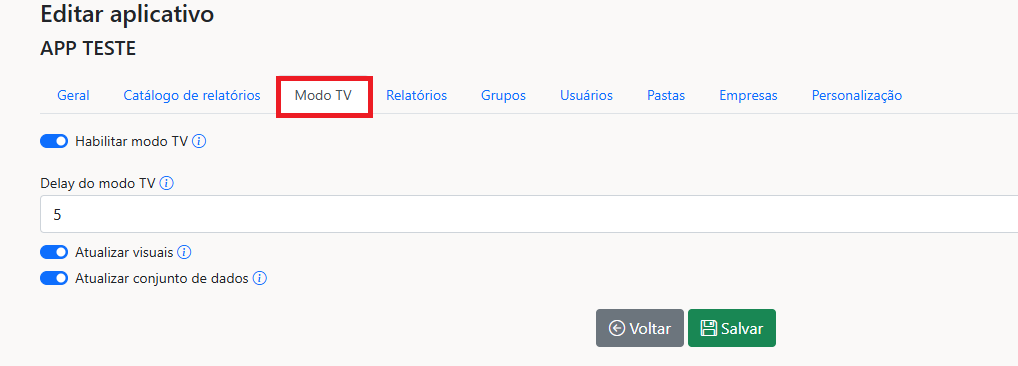 Editar aplicativo
APP TESTE
Geral Catálogo de relatórios Modo TV Relatórios Grupos Usuários Pastas Empresas Personalização
Habilitar modo TV
Delay do modo TV
5
Atualizar visuais
Atualizar conjunto de dados
Voltar Salvar